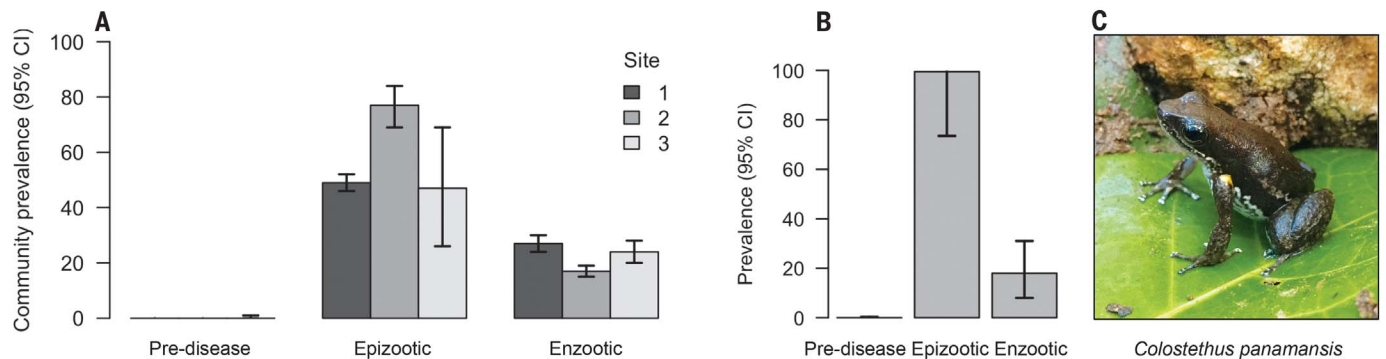 A
Community prevalence (95% CI)
100
80
60
40
20
0
Pre-disease
Epizootic
Enzootic
Site
1
2
3
B
Prevalence (95% CI)
100
80
60
40
20
0
Pre-disease Epizootic Enzootic
C
Colostethus panamansis